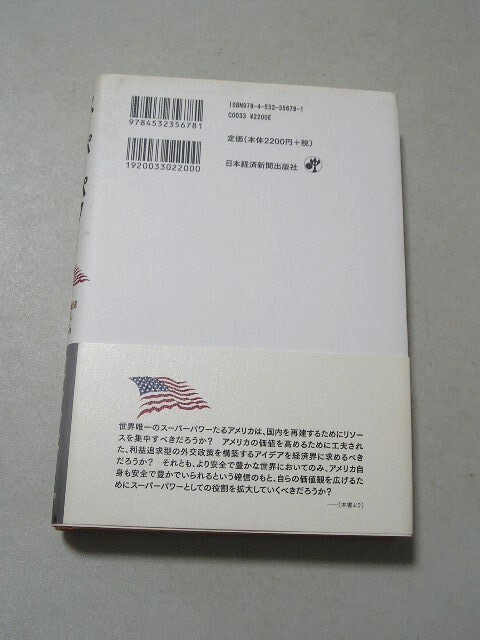 ISBN978-4-532-35678-1
C0033 ¥2200E
9784532356781
定価(本体2200円+税)
1920033022000
日本経済新聞出版社
世界唯一のスーパーパワーたるアメリカは、国内を再建するためにリソー
スを集中すべきだろうか? アメリカの価値を高めるために工夫され
た、利益追求型の外交政策を構築するアイデアを経済界に求めるべき
だろうか? それとも、より安全で豊かな世界においてのみ、アメリカ自
身も安全で豊かでいられるという確信のもと、自らの価値観を広げるた
めにスーパーパワーとしての役割を拡大していくべきだろうか?
——[本書より]